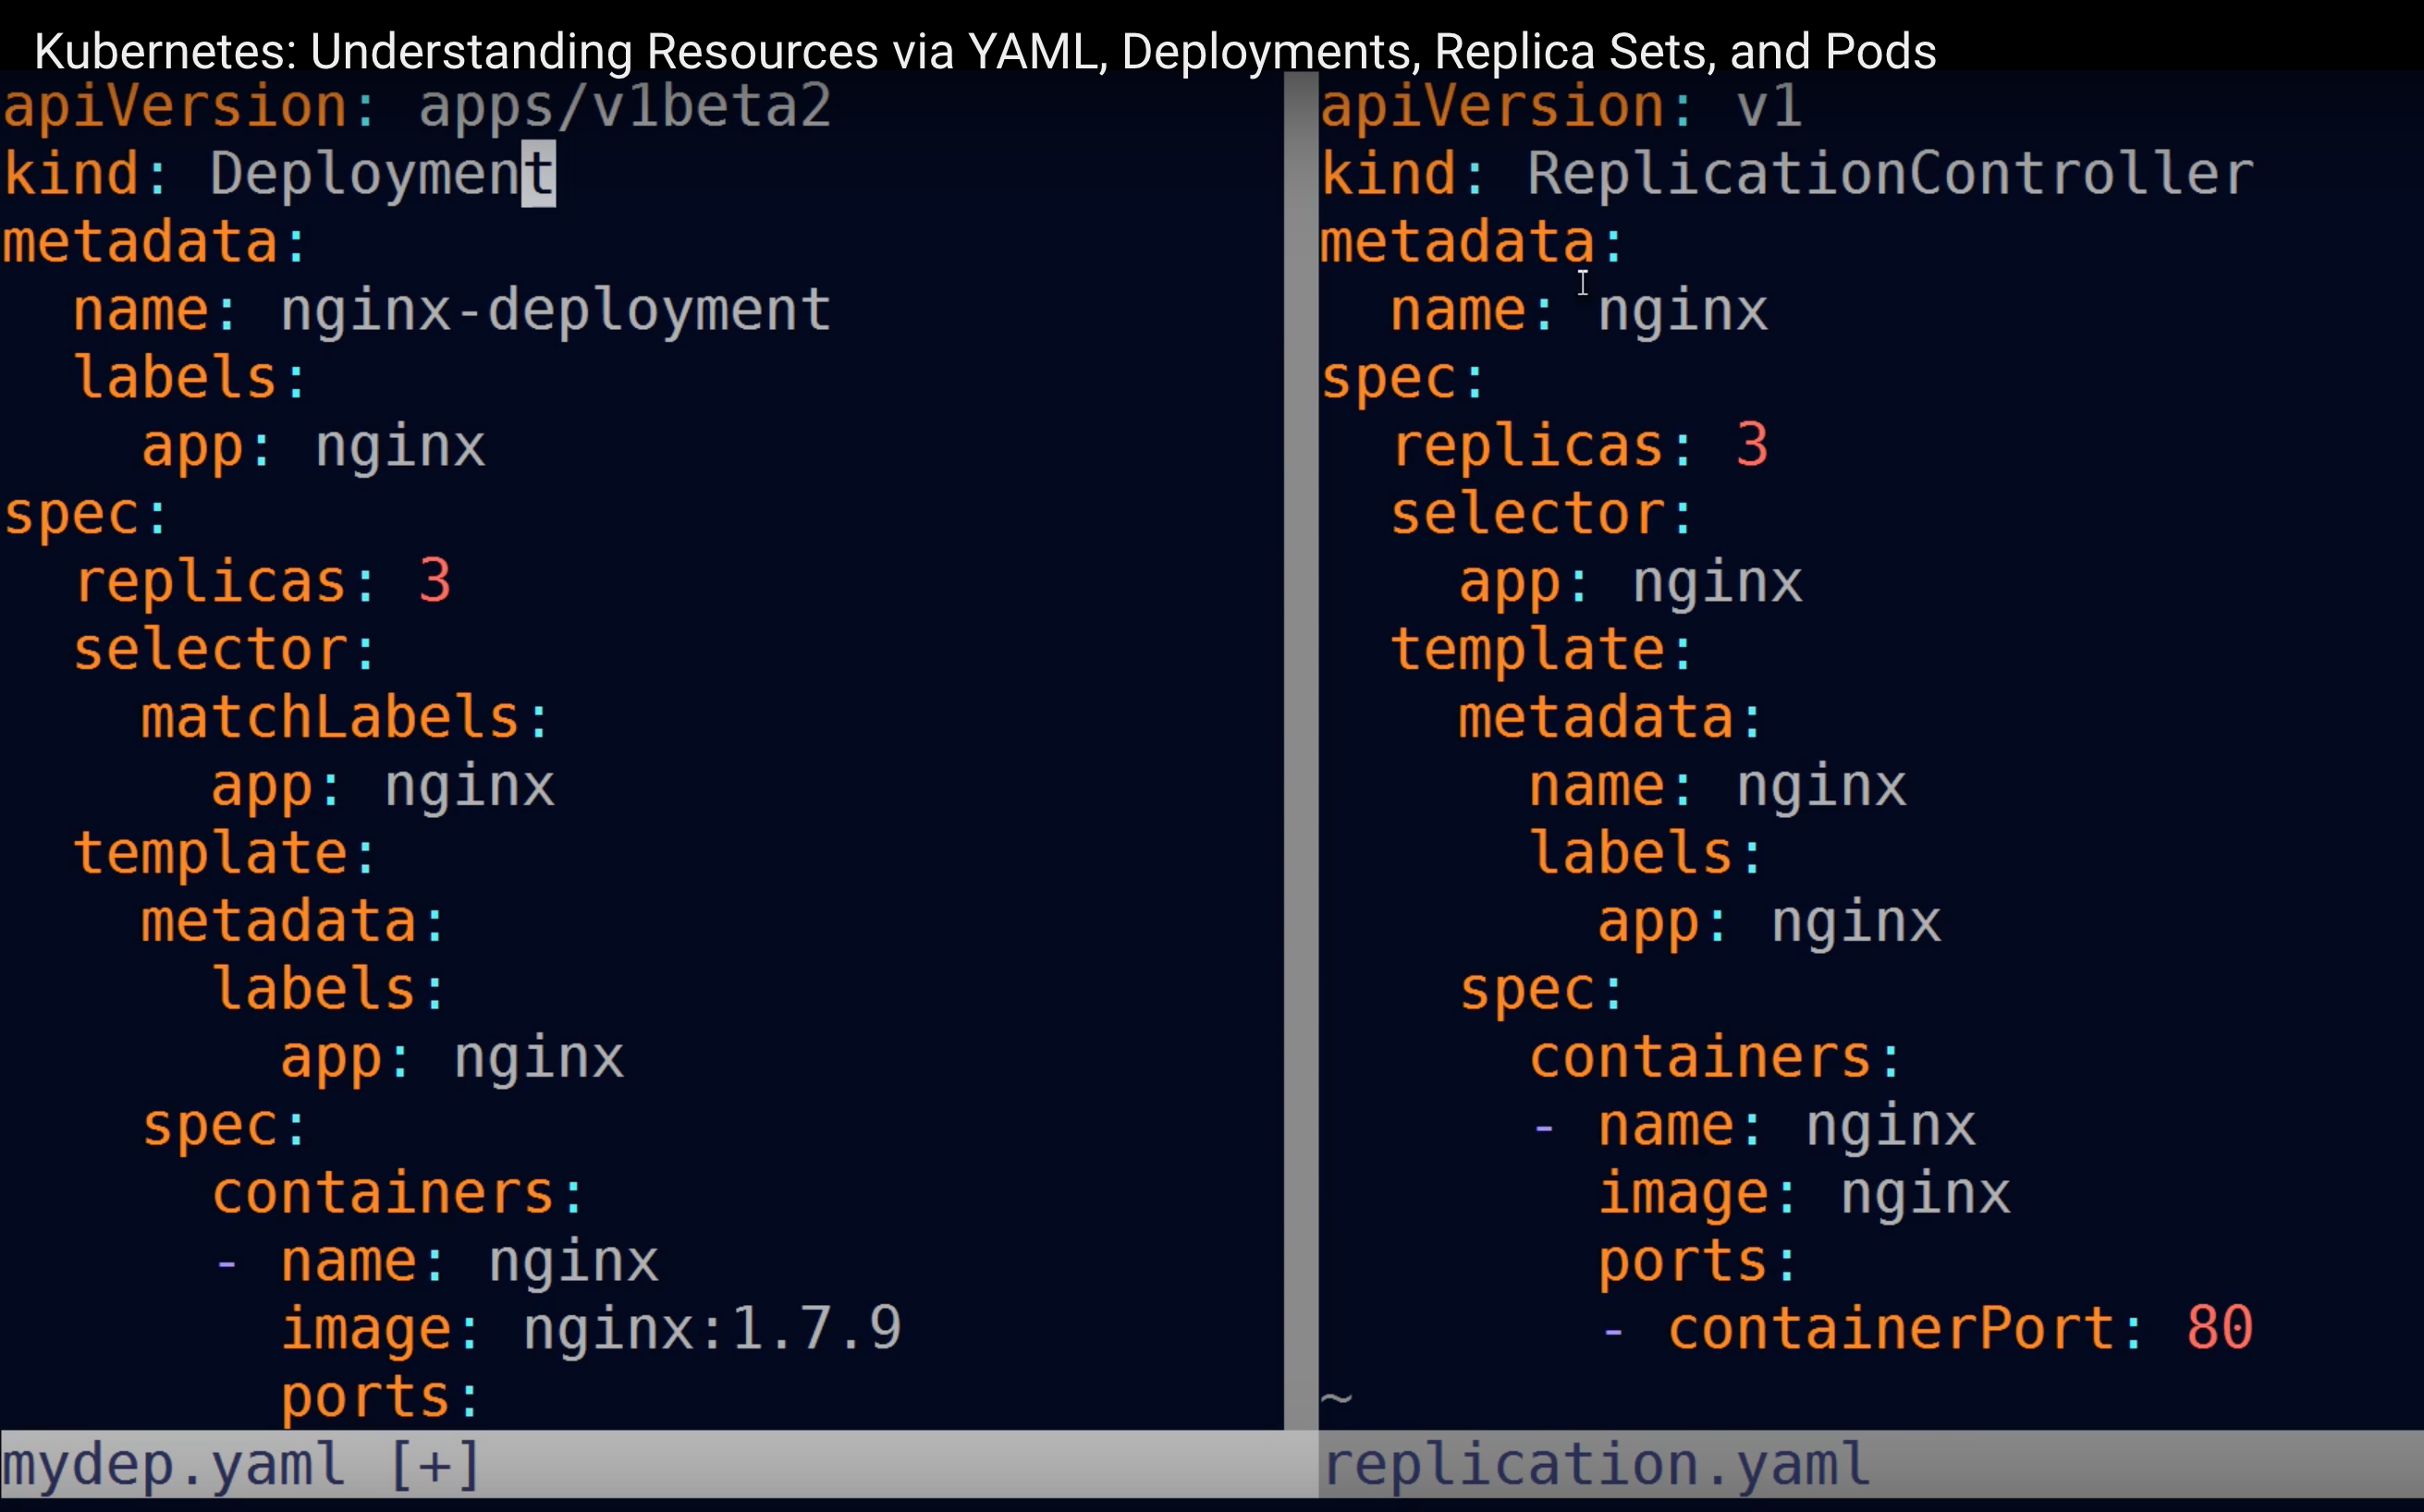 Kubernetes: Understanding Resources via YAML, Deployments, Replica Sets, and Pods
apiVersion: apps/v1beta2
kind: Deployment
metadata:
  name: nginx-deployment
  labels:
    app: nginx
spec:
  replicas: 3
  selector:
    matchLabels:
      app: nginx
  template:
    metadata:
      labels:
        app: nginx
    spec:
      containers:
      - name: nginx
        image: nginx:1.7.9
        ports:
mydep.yaml [+]
apiVersion: v1
kind: ReplicationController
metadata:
  name: nginx
spec:
  replicas: 3
  selector:
    app: nginx
  template:
    metadata:
      name: nginx
      labels:
        app: nginx
    spec:
      containers:
      - name: nginx
        image: nginx
        ports:
        - containerPort: 80
~
replication.yaml